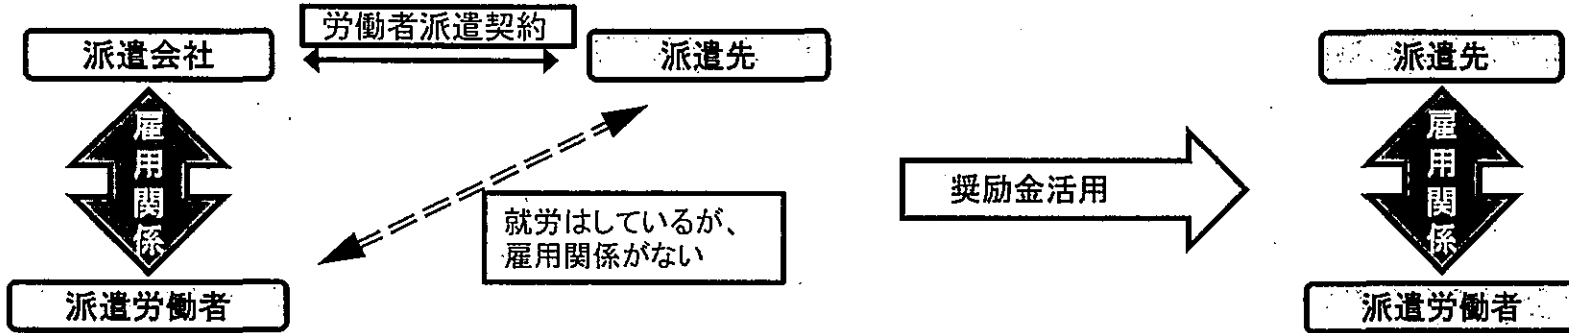 労働者派遣契約
派遣会社
派遣先
雇用関係
就労はしているが、
雇用関係がない
派遣労働者
奨励金活用
派遣先
雇用関係
派遣労働者